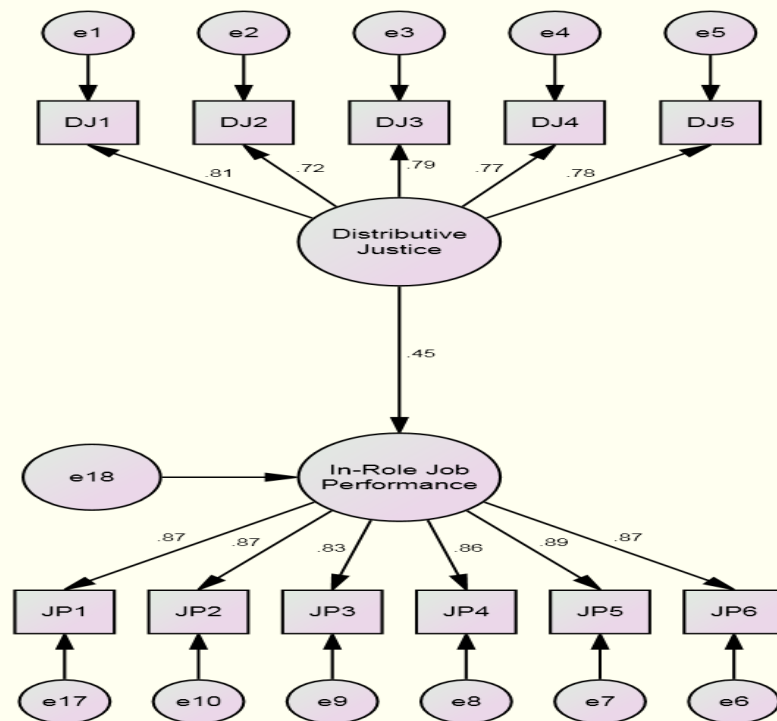 e1 e2 e3 e4 e5
DJ1 DJ2 DJ3 DJ4 DJ5
.81 .72 .79 .77 .78
Distributive
Justice
.45
e18
In-Role Job
Performance
.87 .87 .83 .86 .89 .87
JP1 JP2 JP3 JP4 JP5 JP6
e17 e10 e9 e8 e7 e6